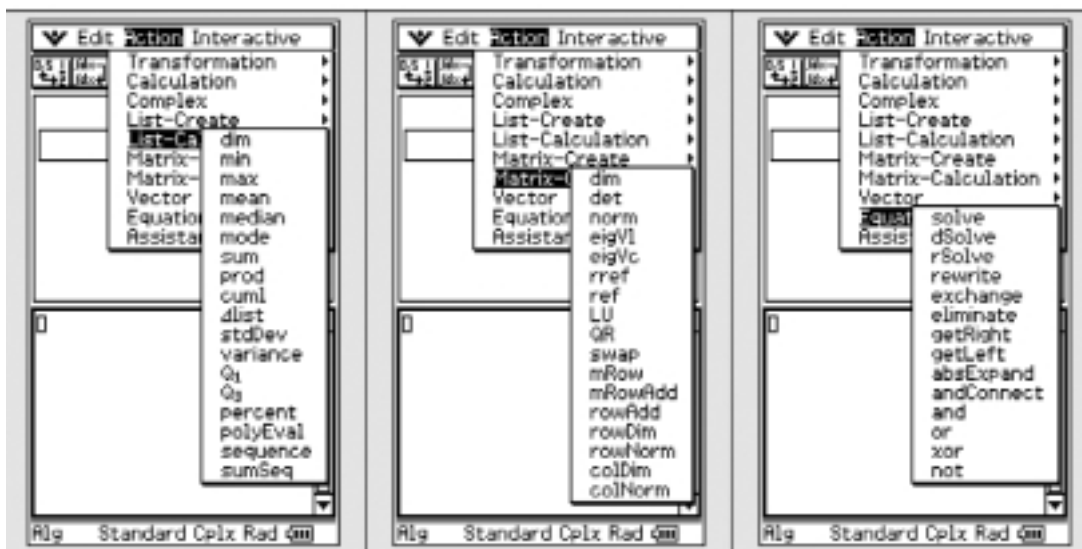 Edit Action Interactive
Transformation
Calculation
Complex
List-Create
List-Ca
Matrix-
Matrix-
Vector
Equation
Assista
dim
min
max
mean
median
mode
sum
prod
cuml
⊿list
stdDev
variance
Q₁
Q₃
percent
polyEval
sequence
sumSeq
Alg Standard Cplx Rad
Edit Action Interactive
Transformation
Calculation
Complex
List-Create
List-Calculation
Matrix-Create
Matrix-C
Vector
Equation
Assistan
dim
det
norm
eigVl
eigVc
rref
ref
LU
QR
swap
mRow
mRowAdd
rowAdd
rowDim
rowNorm
colDim
colNorm
Alg Standard Cplx Rad
Edit Action Interactive
Transformation
Calculation
Complex
List-Create
List-Calculation
Matrix-Create
Matrix-Calculation
Vector
Equat
Assis
solve
dSolve
rSolve
rewrite
exchange
eliminate
getRight
getLeft
absExpand
andConnect
and
or
xor
not
Alg Standard Cplx Rad